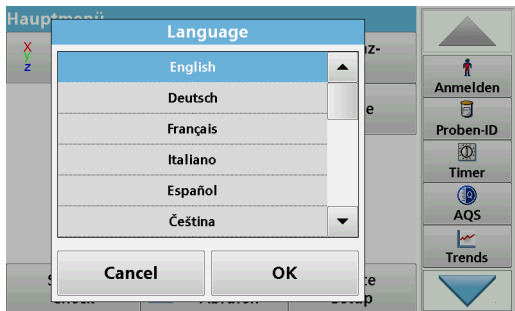 Hauptmenü
Language
x
y
z
English
Deutsch
Français
Italiano
Español
Čeština
Cancel
OK
Anmelden
Proben-ID
Timer
AQS
Trends